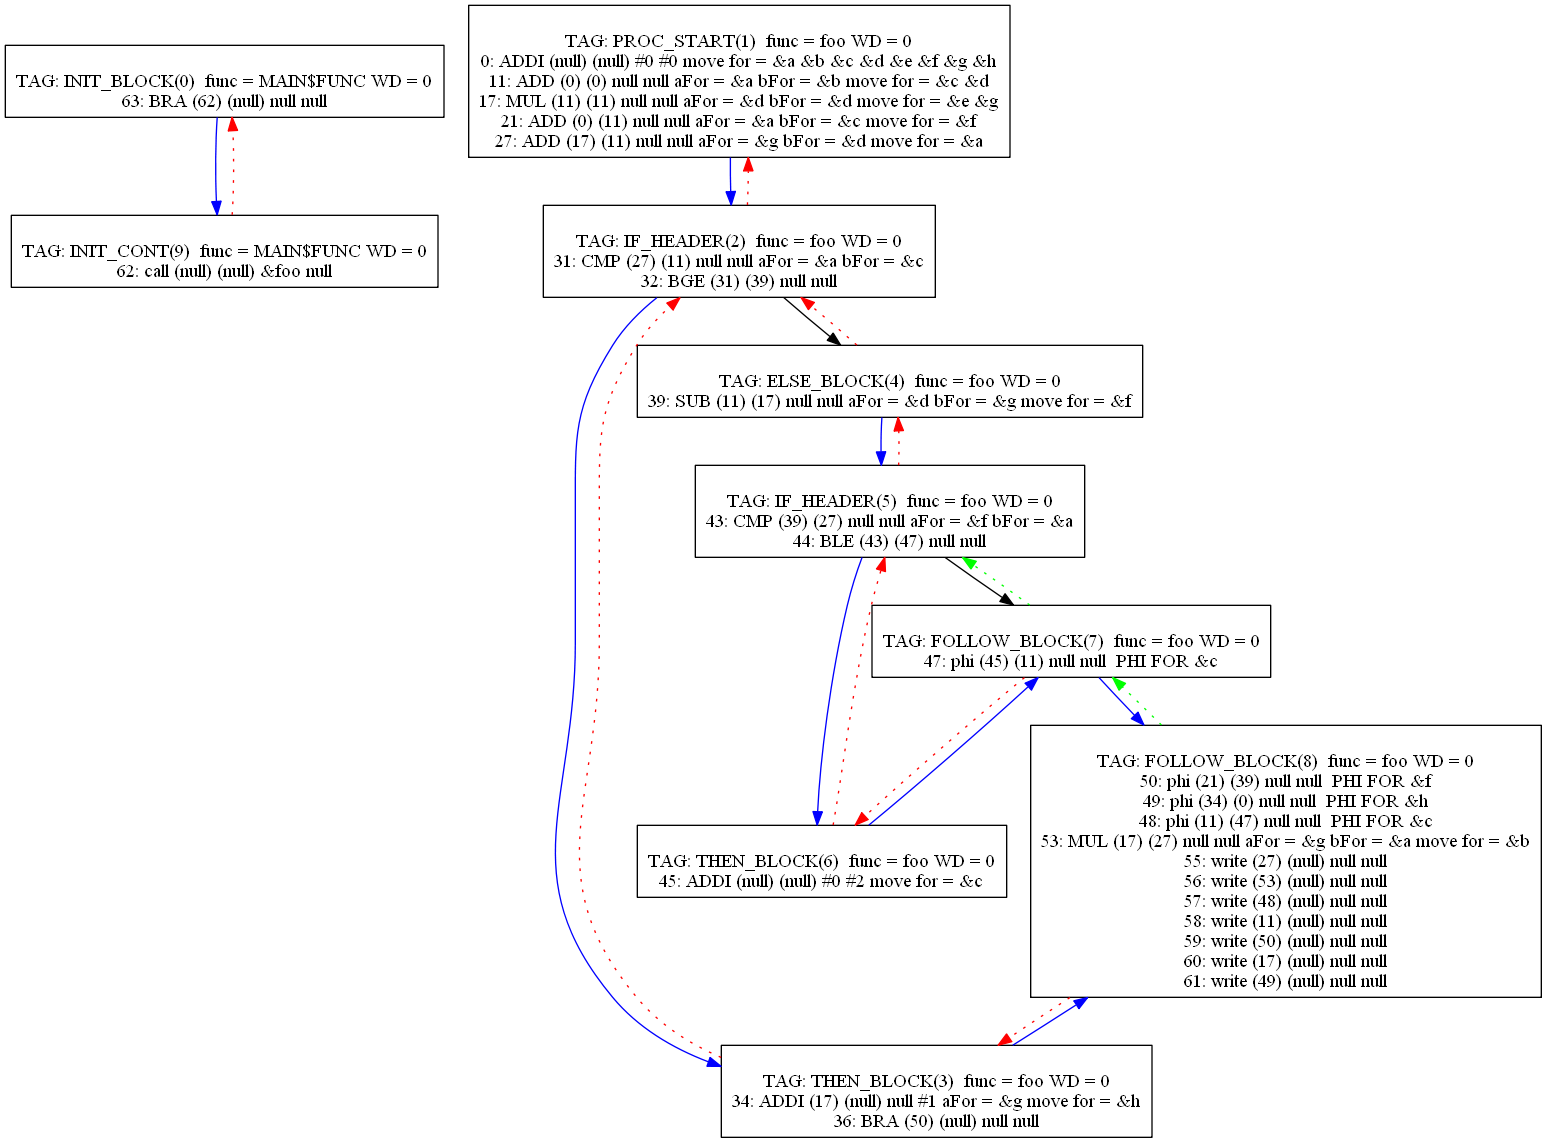 TAG: INIT_BLOCK(0) func = MAIN$FUNC WD = 0
63: BRA (62) (null) null null
TAG: INIT_CONT(9) func = MAIN$FUNC WD = 0
62: call (null) (null) &foo null
TAG: PROC_START(1) func = foo WD = 0
0: ADDI (null) (null) #0 #0 move for = &a &b &c &d &e &f &g &h
11: ADD (0) (0) null null aFor = &a bFor = &b move for = &c &d
17: MUL (11) (11) null null aFor = &d bFor = &d move for = &e &g
21: ADD (0) (11) null null aFor = &a bFor = &c move for = &f
27: ADD (17) (11) null null aFor = &g bFor = &d move for = &a
TAG: IF_HEADER(2) func = foo WD = 0
31: CMP (27) (11) null null aFor = &a bFor = &c
32: BGE (31) (39) null null
TAG: ELSE_BLOCK(4) func = foo WD = 0
39: SUB (11) (17) null null aFor = &d bFor = &g move for = &f
TAG: IF_HEADER(5) func = foo WD = 0
43: CMP (39) (27) null null aFor = &f bFor = &a
44: BLE (43) (47) null null
TAG: FOLLOW_BLOCK(7) func = foo WD = 0
47: phi (45) (11) null null PHI FOR &c
TAG: FOLLOW_BLOCK(8) func = foo WD = 0
50: phi (21) (39) null null PHI FOR &f
49: phi (34) (0) null null PHI FOR &h
48: phi (11) (47) null null PHI FOR &c
53: MUL (17) (27) null null aFor = &g bFor = &a move for = &b
55: write (27) (null) null null
56: write (53) (null) null null
57: write (48) (null) null null
58: write (11) (null) null null
59: write (50) (null) null null
60: write (17) (null) null null
61: write (49) (null) null null
TAG: THEN_BLOCK(6) func = foo WD = 0
45: ADDI (null) (null) #0 #2 move for = &c
TAG: THEN_BLOCK(3) func = foo WD = 0
34: ADDI (17) (null) null #1 aFor = &g move for = &h
36: BRA (50) (null) null null